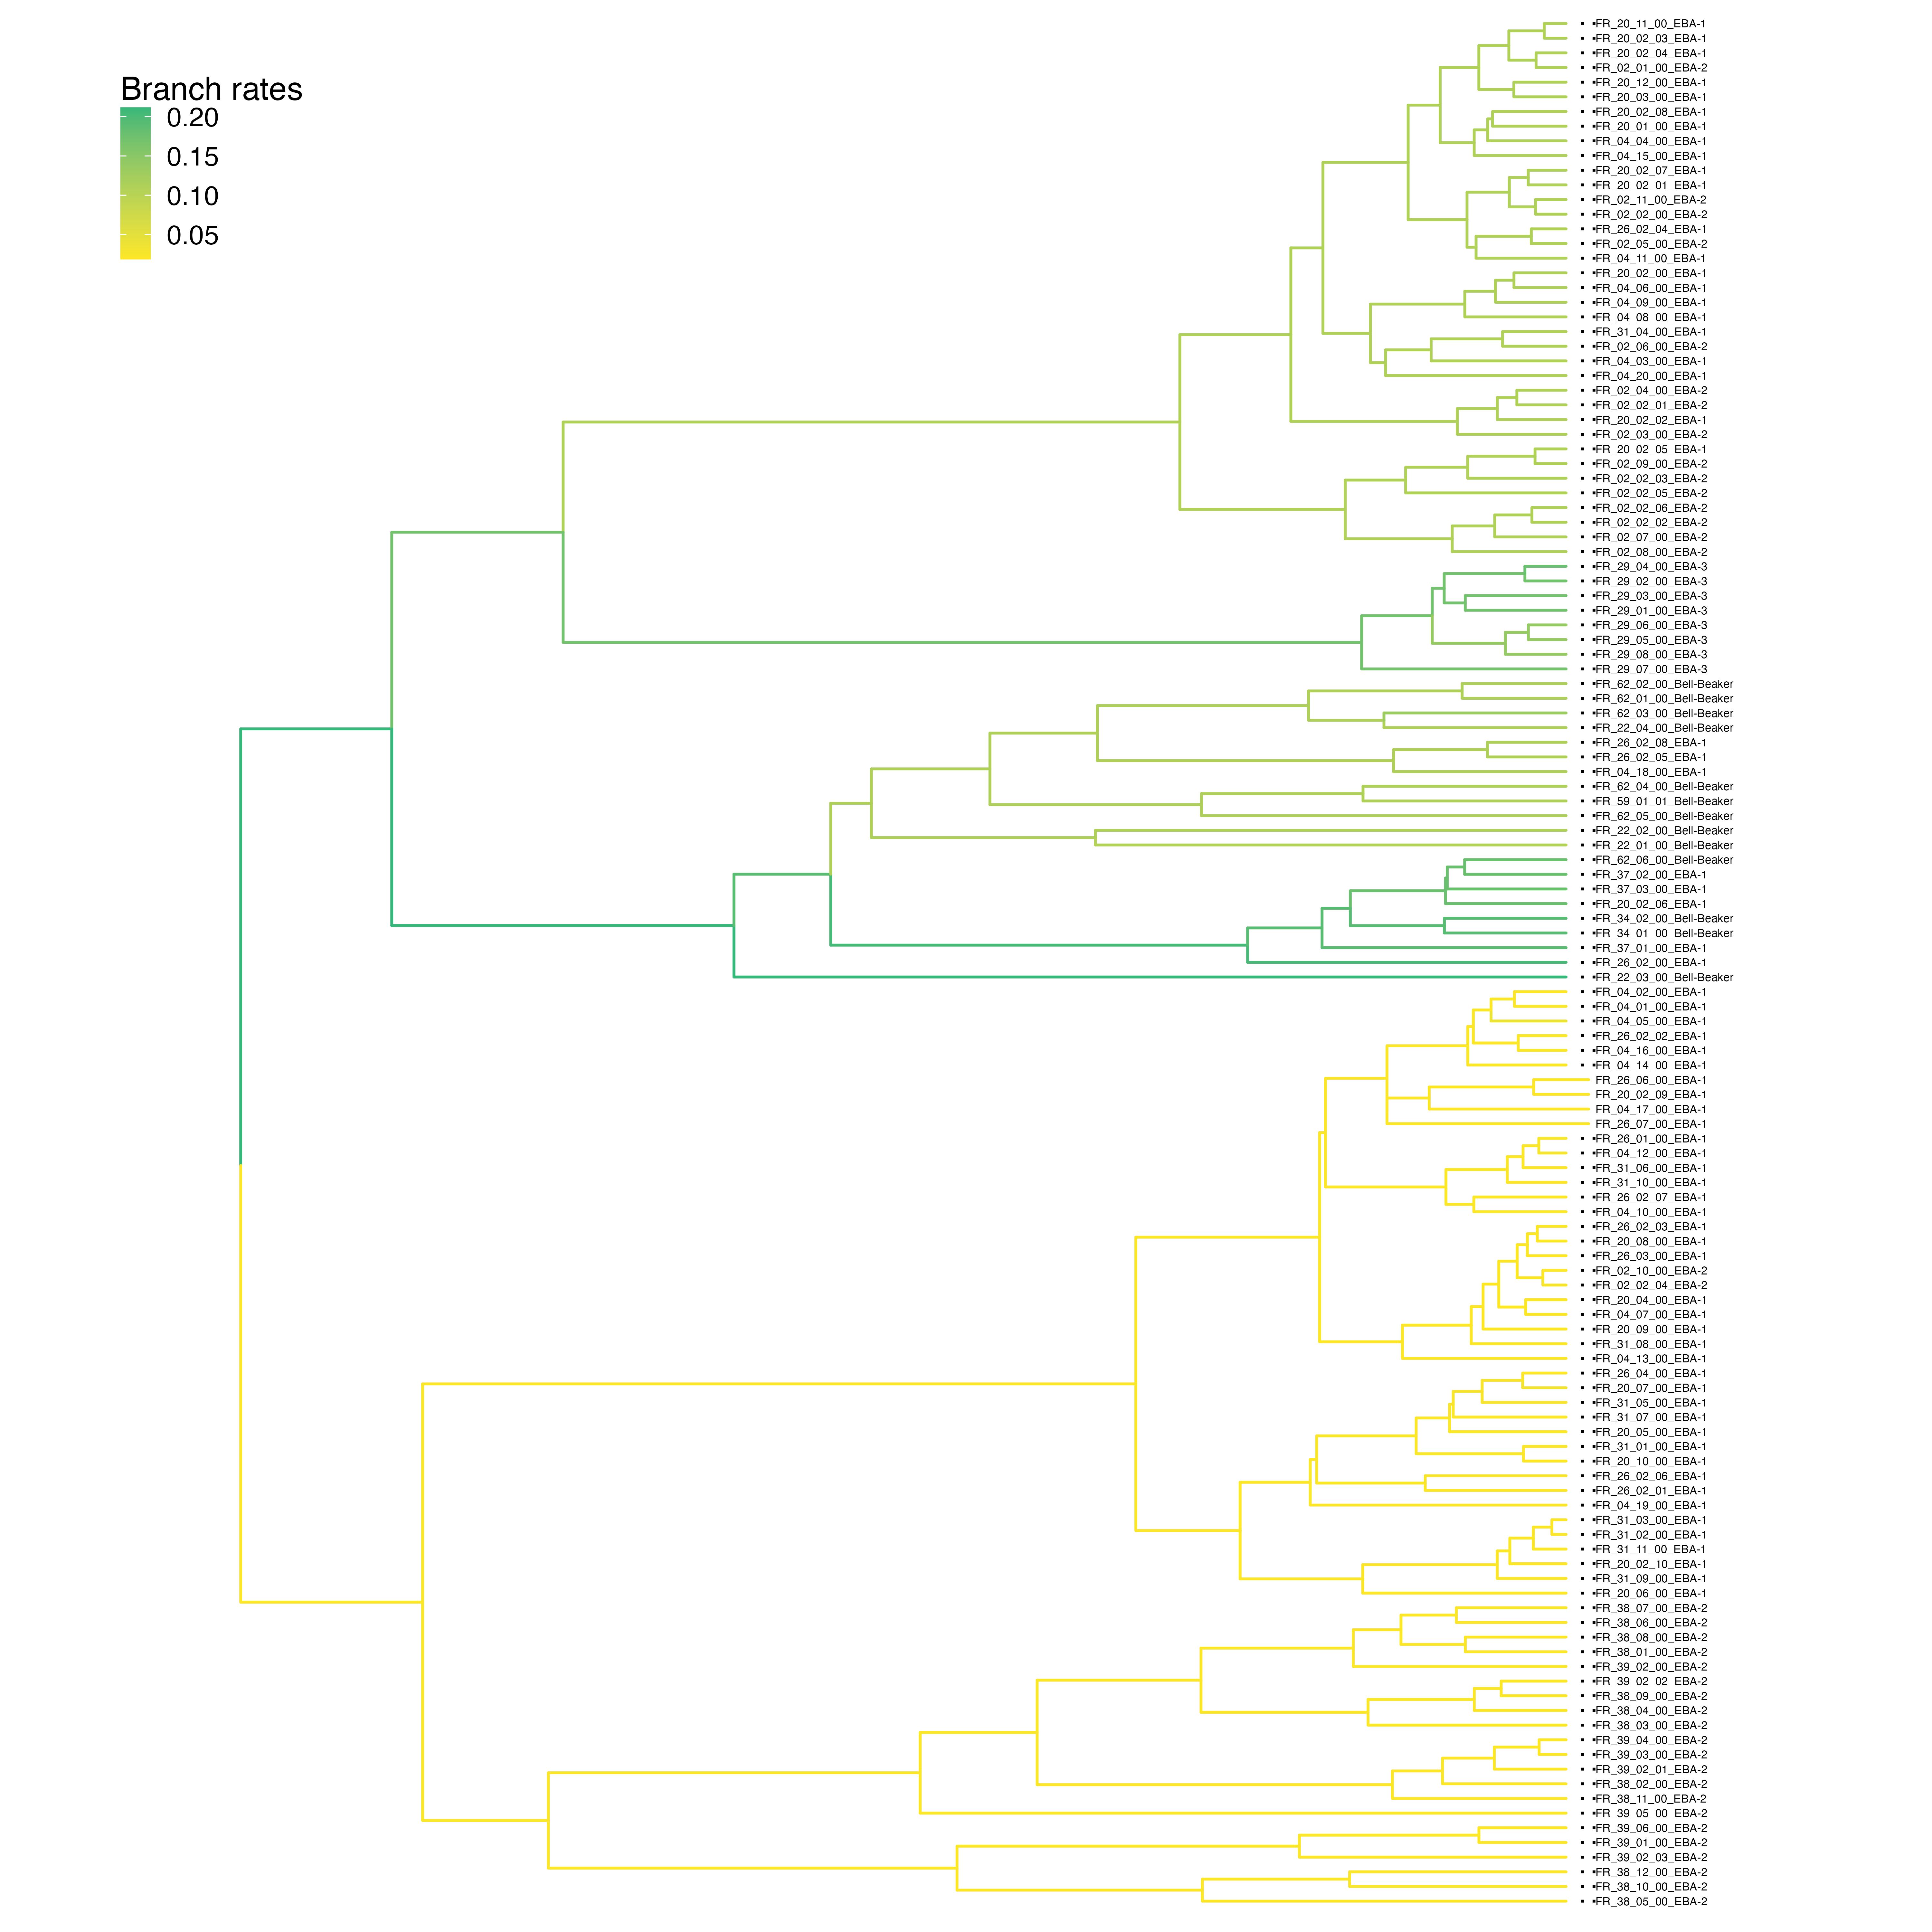 Branch rates
0.20
0.15
0.10
0.05
FR_20_11_00_EBA-1
FR_20_02_03_EBA-1
FR_20_02_04_EBA-1
FR_02_01_00_EBA-2
FR_20_12_00_EBA-1
FR_20_03_00_EBA-1
FR_20_02_08_EBA-1
FR_20_01_00_EBA-1
FR_04_04_00_EBA-1
FR_04_15_00_EBA-1
FR_20_02_07_EBA-1
FR_20_02_01_EBA-1
FR_02_11_00_EBA-2
FR_02_02_00_EBA-2
FR_26_02_04_EBA-1
FR_02_05_00_EBA-2
FR_04_11_00_EBA-1
FR_20_02_00_EBA-1
FR_04_06_00_EBA-1
FR_04_09_00_EBA-1
FR_04_08_00_EBA-1
FR_31_04_00_EBA-1
FR_02_06_00_EBA-2
FR_04_03_00_EBA-1
FR_04_20_00_EBA-1
FR_02_04_00_EBA-2
FR_02_02_01_EBA-2
FR_20_02_02_EBA-1
FR_02_03_00_EBA-2
FR_20_02_05_EBA-1
FR_02_09_00_EBA-2
FR_02_02_03_EBA-2
FR_02_02_05_EBA-2
FR_02_02_06_EBA-2
FR_02_02_02_EBA-2
FR_02_07_00_EBA-2
FR_02_08_00_EBA-2
FR_29_04_00_EBA-3
FR_29_02_00_EBA-3
FR_29_03_00_EBA-3
FR_29_01_00_EBA-3
FR_29_06_00_EBA-3
FR_29_05_00_EBA-3
FR_29_08_00_EBA-3
FR_29_07_00_EBA-3
FR_62_02_00_Bell-Beaker
FR_62_01_00_Bell-Beaker
FR_62_03_00_Bell-Beaker
FR_22_04_00_Bell-Beaker
FR_26_02_08_EBA-1
FR_26_02_05_EBA-1
FR_04_18_00_EBA-1
FR_62_04_00_Bell-Beaker
FR_59_01_01_Bell-Beaker
FR_62_05_00_Bell-Beaker
FR_22_02_00_Bell-Beaker
FR_22_01_00_Bell-Beaker
FR_62_06_00_Bell-Beaker
FR_37_02_00_EBA-1
FR_37_03_00_EBA-1
FR_20_02_06_EBA-1
FR_34_02_00_Bell-Beaker
FR_34_01_00_Bell-Beaker
FR_37_01_00_EBA-1
FR_26_02_00_EBA-1
FR_22_03_00_Bell-Beaker
FR_04_02_00_EBA-1
FR_04_01_00_EBA-1
FR_04_05_00_EBA-1
FR_26_02_02_EBA-1
FR_04_16_00_EBA-1
FR_04_14_00_EBA-1
FR_26_06_00_EBA-1
FR_20_02_09_EBA-1
FR_04_17_00_EBA-1
FR_26_07_00_EBA-1
FR_26_01_00_EBA-1
FR_04_12_00_EBA-1
FR_31_06_00_EBA-1
FR_31_10_00_EBA-1
FR_26_02_07_EBA-1
FR_04_10_00_EBA-1
FR_26_02_03_EBA-1
FR_20_08_00_EBA-1
FR_26_03_00_EBA-1
FR_02_10_00_EBA-2
FR_02_02_04_EBA-2
FR_20_04_00_EBA-1
FR_04_07_00_EBA-1
FR_20_09_00_EBA-1
FR_31_08_00_EBA-1
FR_04_13_00_EBA-1
FR_26_04_00_EBA-1
FR_20_07_00_EBA-1
FR_31_05_00_EBA-1
FR_31_07_00_EBA-1
FR_20_05_00_EBA-1
FR_31_01_00_EBA-1
FR_20_10_00_EBA-1
FR_26_02_06_EBA-1
FR_26_02_01_EBA-1
FR_04_19_00_EBA-1
FR_31_03_00_EBA-1
FR_31_02_00_EBA-1
FR_31_11_00_EBA-1
FR_20_02_10_EBA-1
FR_31_09_00_EBA-1
FR_20_06_00_EBA-1
FR_38_07_00_EBA-2
FR_38_06_00_EBA-2
FR_38_08_00_EBA-2
FR_38_01_00_EBA-2
FR_39_02_00_EBA-2
FR_39_02_02_EBA-2
FR_38_09_00_EBA-2
FR_38_04_00_EBA-2
FR_38_03_00_EBA-2
FR_39_04_00_EBA-2
FR_39_03_00_EBA-2
FR_39_02_01_EBA-2
FR_38_02_00_EBA-2
FR_38_11_00_EBA-2
FR_39_05_00_EBA-2
FR_39_06_00_EBA-2
FR_39_01_00_EBA-2
FR_39_02_03_EBA-2
FR_38_12_00_EBA-2
FR_38_10_00_EBA-2
FR_38_05_00_EBA-2